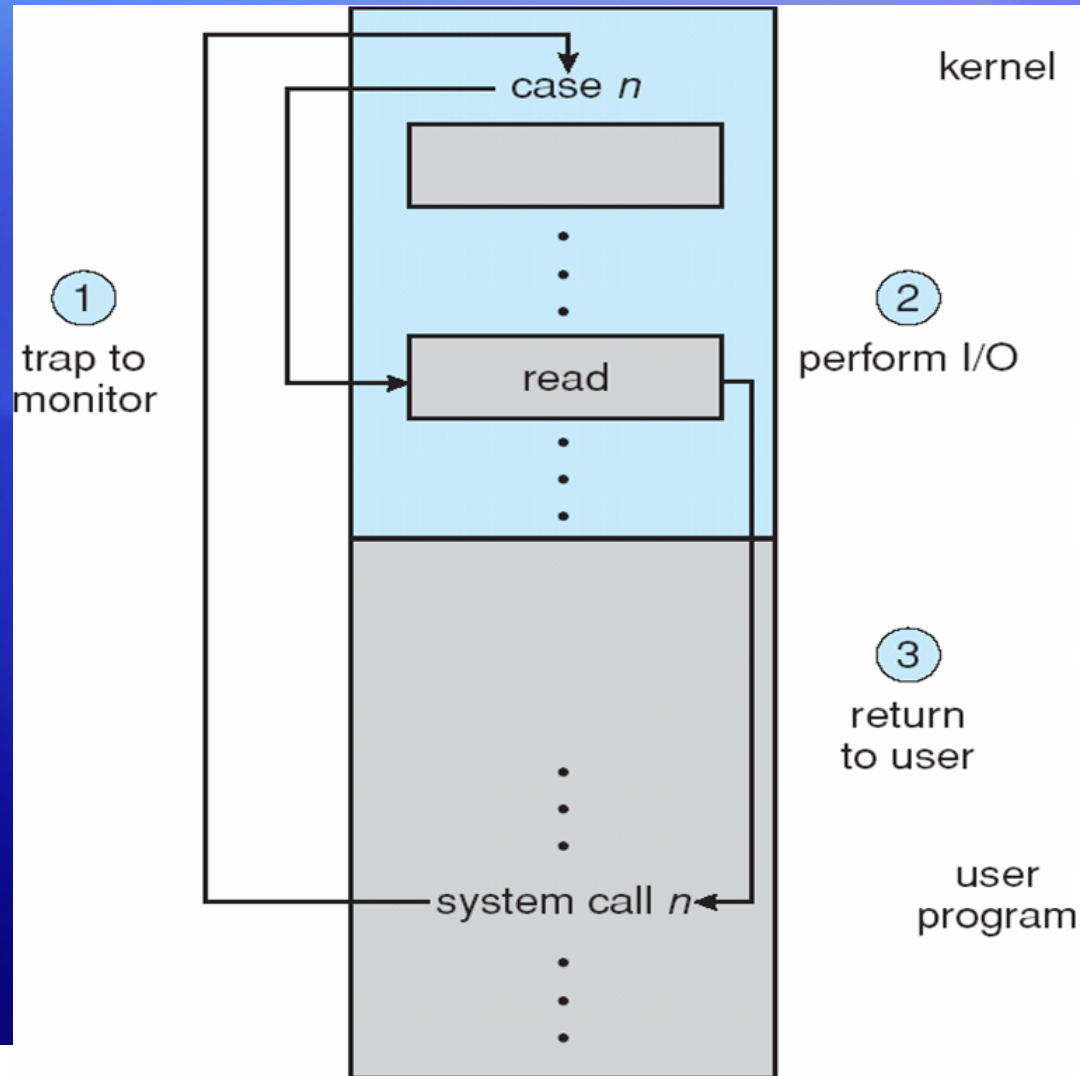 kernel
case n
1
trap to
monitor
2
perform I/O
read
3
return
to user
system call n
user
program